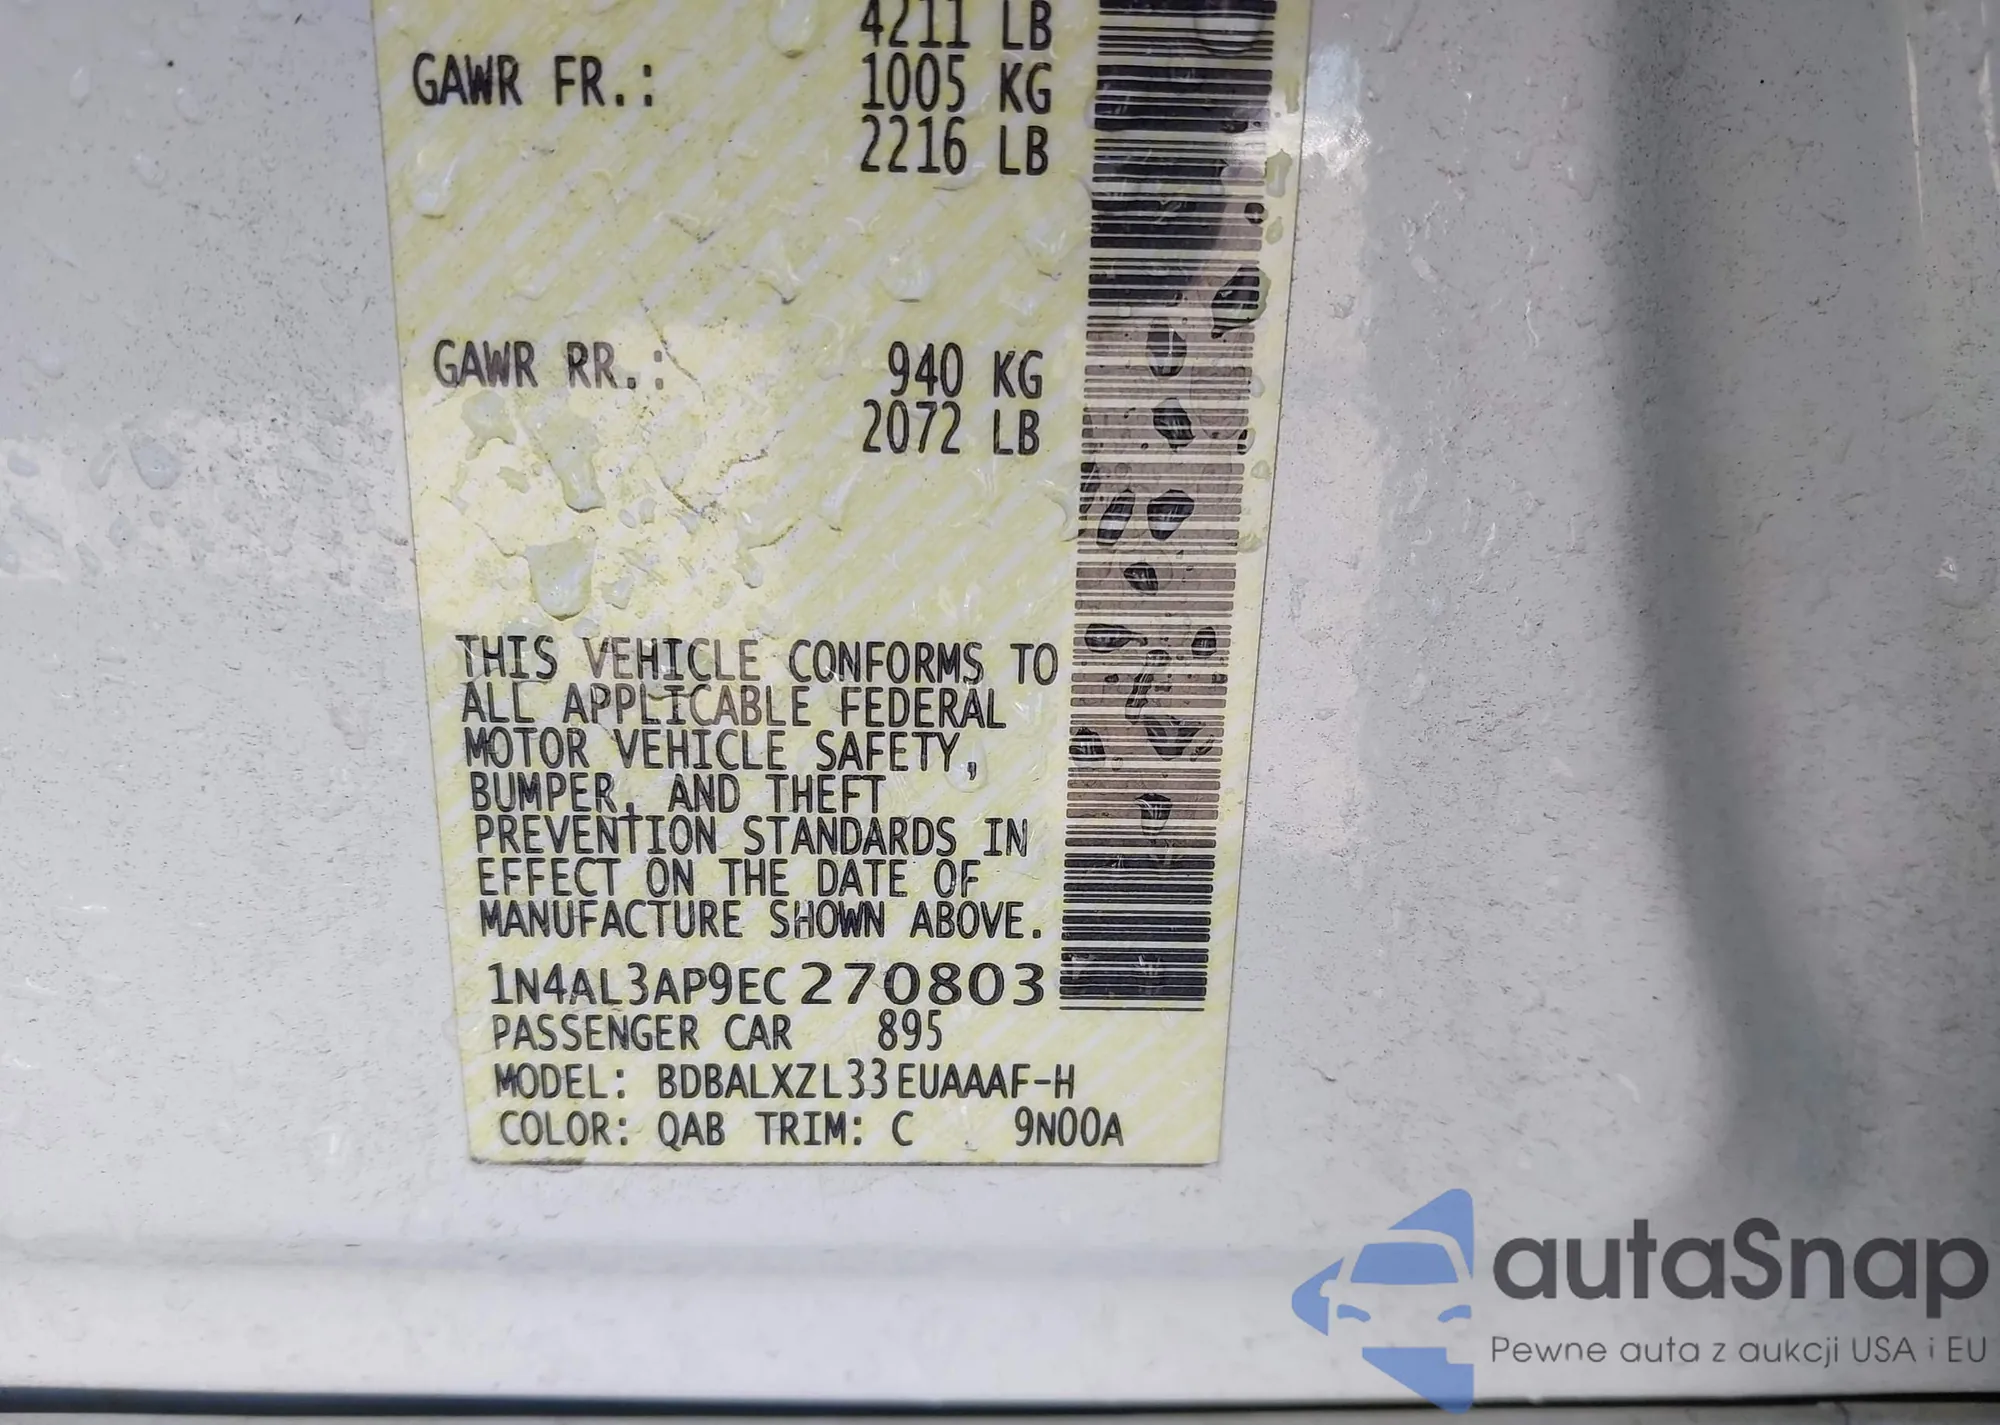 4211 LB
GAWR FR.: 1005 KG
2216 LB
GAWR RR.: 940 KG
2072 LB
THIS VEHICLE CONFORMS TO
ALL APPLICABLE FEDERAL
MOTOR VEHICLE SAFETY,
BUMPER, AND THEFT
PREVENTION STANDARDS IN
EFFECT ON THE DATE OF
MANUFACTURE SHOWN ABOVE.
1N4AL3AP9EC270803
PASSENGER CAR 895
MODEL: BDBALXZL33EUAAAF-H
COLOR: QAB TRIM: C 9N00A
autaSnap
Pewne auta z aukcji USA i EU